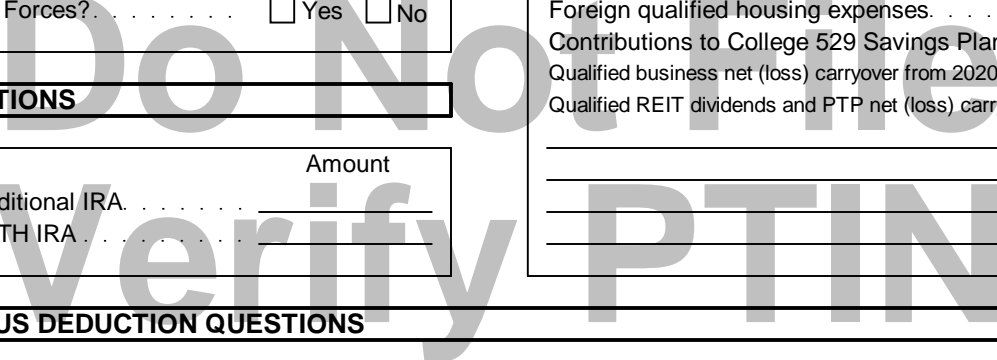 Forces?. . . . . . . . . Yes No
TIONS
Amount
ditional IRA. . . . . . .
TH IRA . . . . . . . . .
Foreign qualified housing expenses. . . .
Contributions to College 529 Savings Plan
Qualified business net (loss) carryover from 2020
Qualified REIT dividends and PTP net (loss) carr
US DEDUCTION QUESTIONS
Do Not File
Verify PTIN